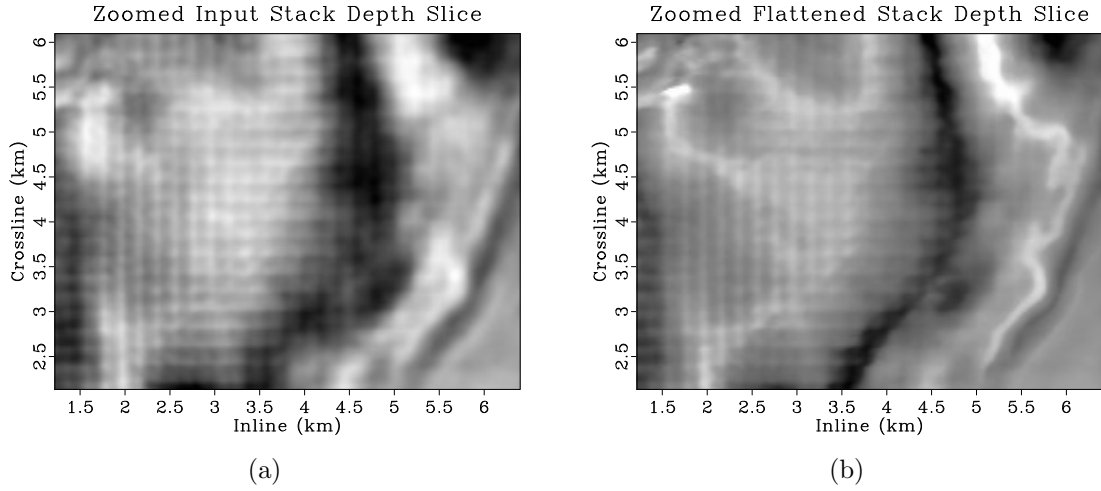 Zoomed Input Stack Depth Slice
6
5.5
5
4.5
4
3.5
3
2.5
Crossline (km)
1.5 2 2.5 3 3.5 4 4.5 5 5.5 6
Inline (km)
(a)
Zoomed Flattened Stack Depth Slice
6
5.5
5
4.5
4
3.5
3
2.5
Crossline (km)
1.5 2 2.5 3 3.5 4 4.5 5 5.5 6
Inline (km)
(b)